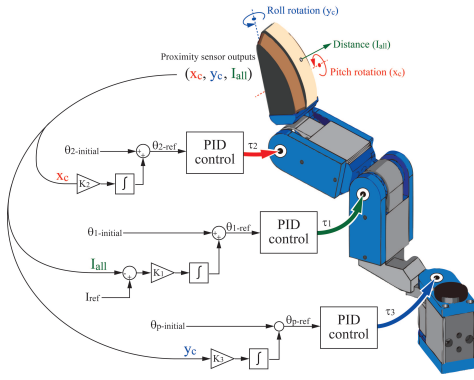 Roll rotation (yc)
Proximity sensor outputs
Distance (Iall)
(xc, yc, Iall)
Pitch rotation (xc)
θ2-initial
+
+
θ2-ref
PID
control
τ2
xc
K2
∫
θ1-initial
+
+
θ1-ref
PID
control
τ1
Iall
+
-
K1
∫
Iref
θp-initial
θp-ref
PID
control
τ3
yc
K3
∫